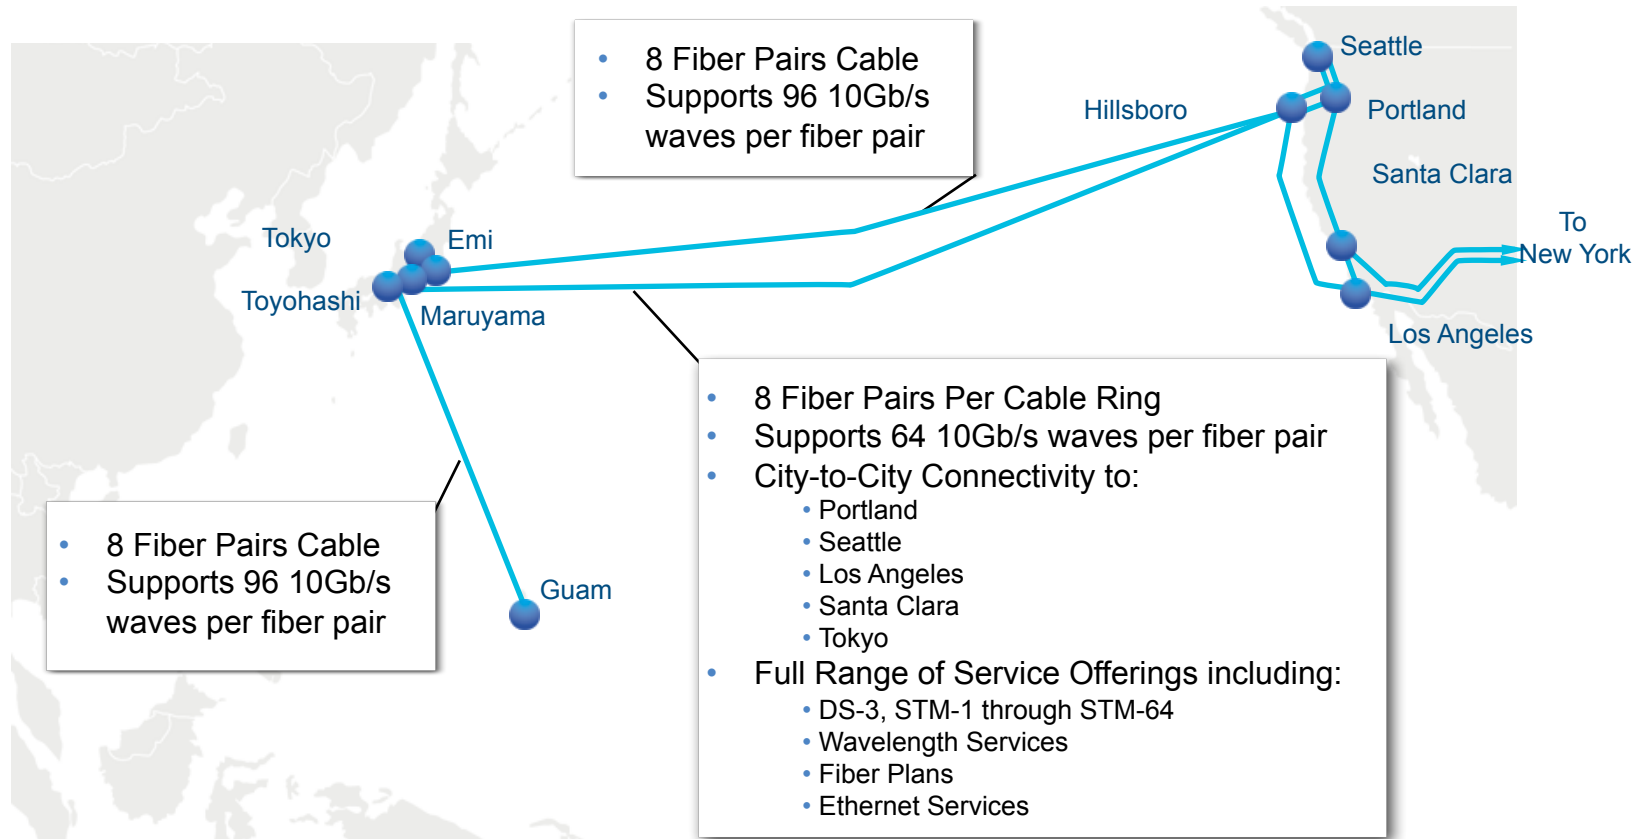 • 8 Fiber Pairs Cable
• Supports 96 10Gb/s
waves per fiber pair
Seattle
Hillsboro
Portland
Santa Clara
To
New York
Los Angeles
Tokyo
Emi
Toyohashi
Maruyama
• 8 Fiber Pairs Per Cable Ring
• Supports 64 10Gb/s waves per fiber pair
• City-to-City Connectivity to:
• Portland
• Seattle
• Los Angeles
• Santa Clara
• Tokyo
• Full Range of Service Offerings including:
• DS-3, STM-1 through STM-64
• Wavelength Services
• Fiber Plans
• Ethernet Services
• 8 Fiber Pairs Cable
• Supports 96 10Gb/s
waves per fiber pair
Guam